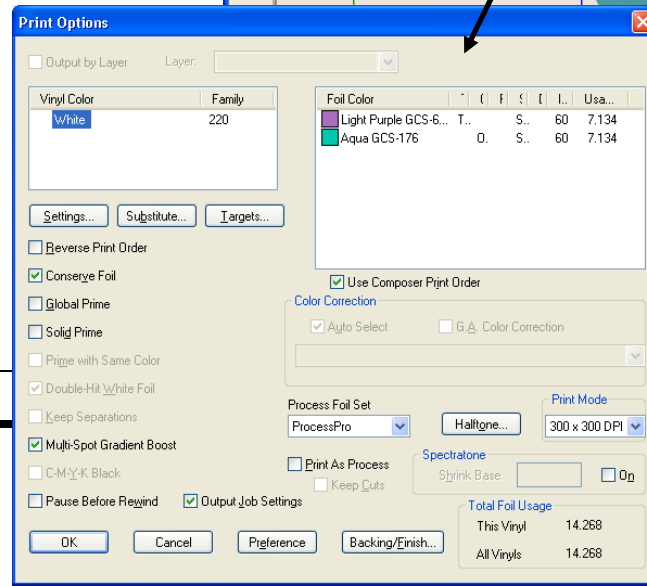 Print Options
Output by Layer Layer:
Vinyl Color Family
White 220
Foil Color T ( F S [ I.. Usa...
Light Purple GCS-6... T.. S.. 60 7.134
Aqua GCS-176 O. S.. 60 7.134
Settings... Substitute... Targets...
Reverse Print Order
Conserve Foil
Global Prime
Solid Prime
Prime with Same Color
Double-Hit White Foil
Keep Separations
Multi-Spot Gradient Boost
C-M-Y-K Black
Pause Before Rewind Output Job Settings
Use Composer Print Order
Color Correction
Auto Select G.A. Color Correction
Process Foil Set
ProcessPro Halftone...
Print Mode
300 x 300 DPI
Print As Process
Keep Cuts
Spectratone
Shrink Base On
Total Foil Usage
This Vinyl 14.268
All Vinyls 14.268
OK Cancel Preference Backing/Finish...